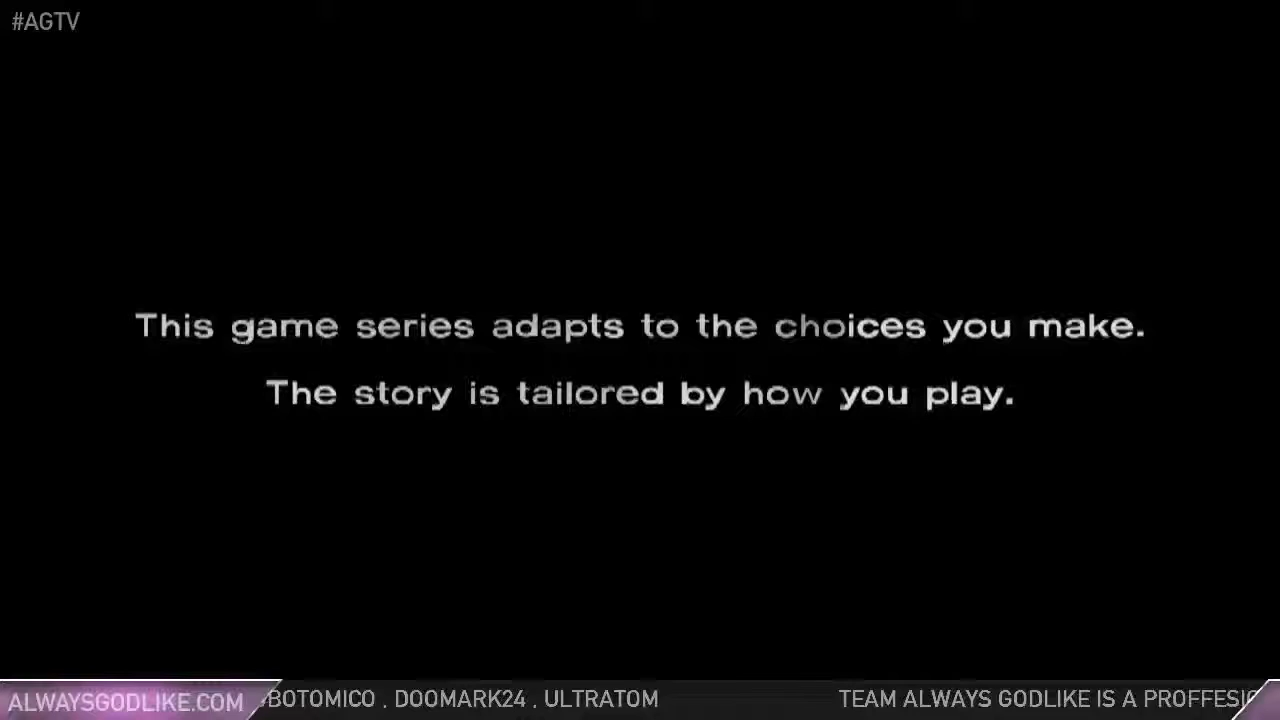 #AGTV
This game series adapts to the choices you make.
The story is tailored by how you play.
ALWAYSGODLIKE.COM
BOTOMICO , DOOMARK24 , ULTRATOM
TEAM ALWAYS GODLIKE IS A